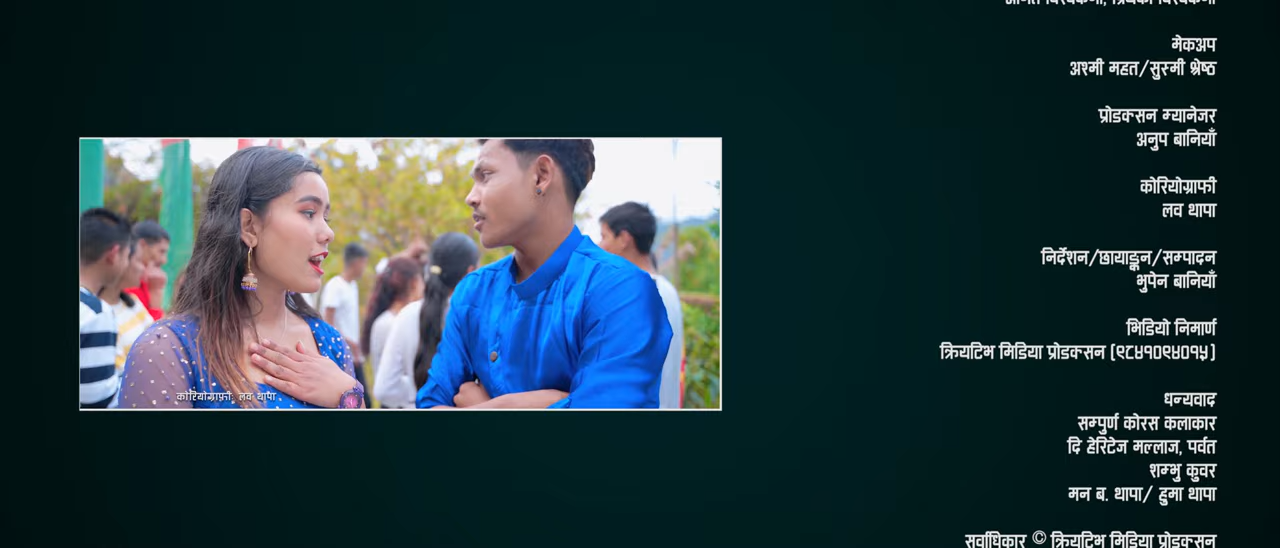 मेकअप
अश्मी महत/सुस्मी श्रेष्ठ
प्रोडक्सन म्यानेजर
अनुप बानियाँ
कोरियोग्राफी
लव थापा
निर्देशन/छायाङ्कन/सम्पादन
भुपेन बानियाँ
भिडियो निमार्ण
क्रियटिभ मिडिया प्रोडक्सन (९८४१०९४०१५)
धन्यवाद
सम्पुर्ण कोरस कलाकार
दि हेरिटेज मल्लाज, पर्वत
शम्भु कुवर
मन ब. थापा/ हुमा थापा
सर्वाधिकार © क्रियटिभ मिडिया प्रोडक्सन
कोरियोग्राफी: लव थापा